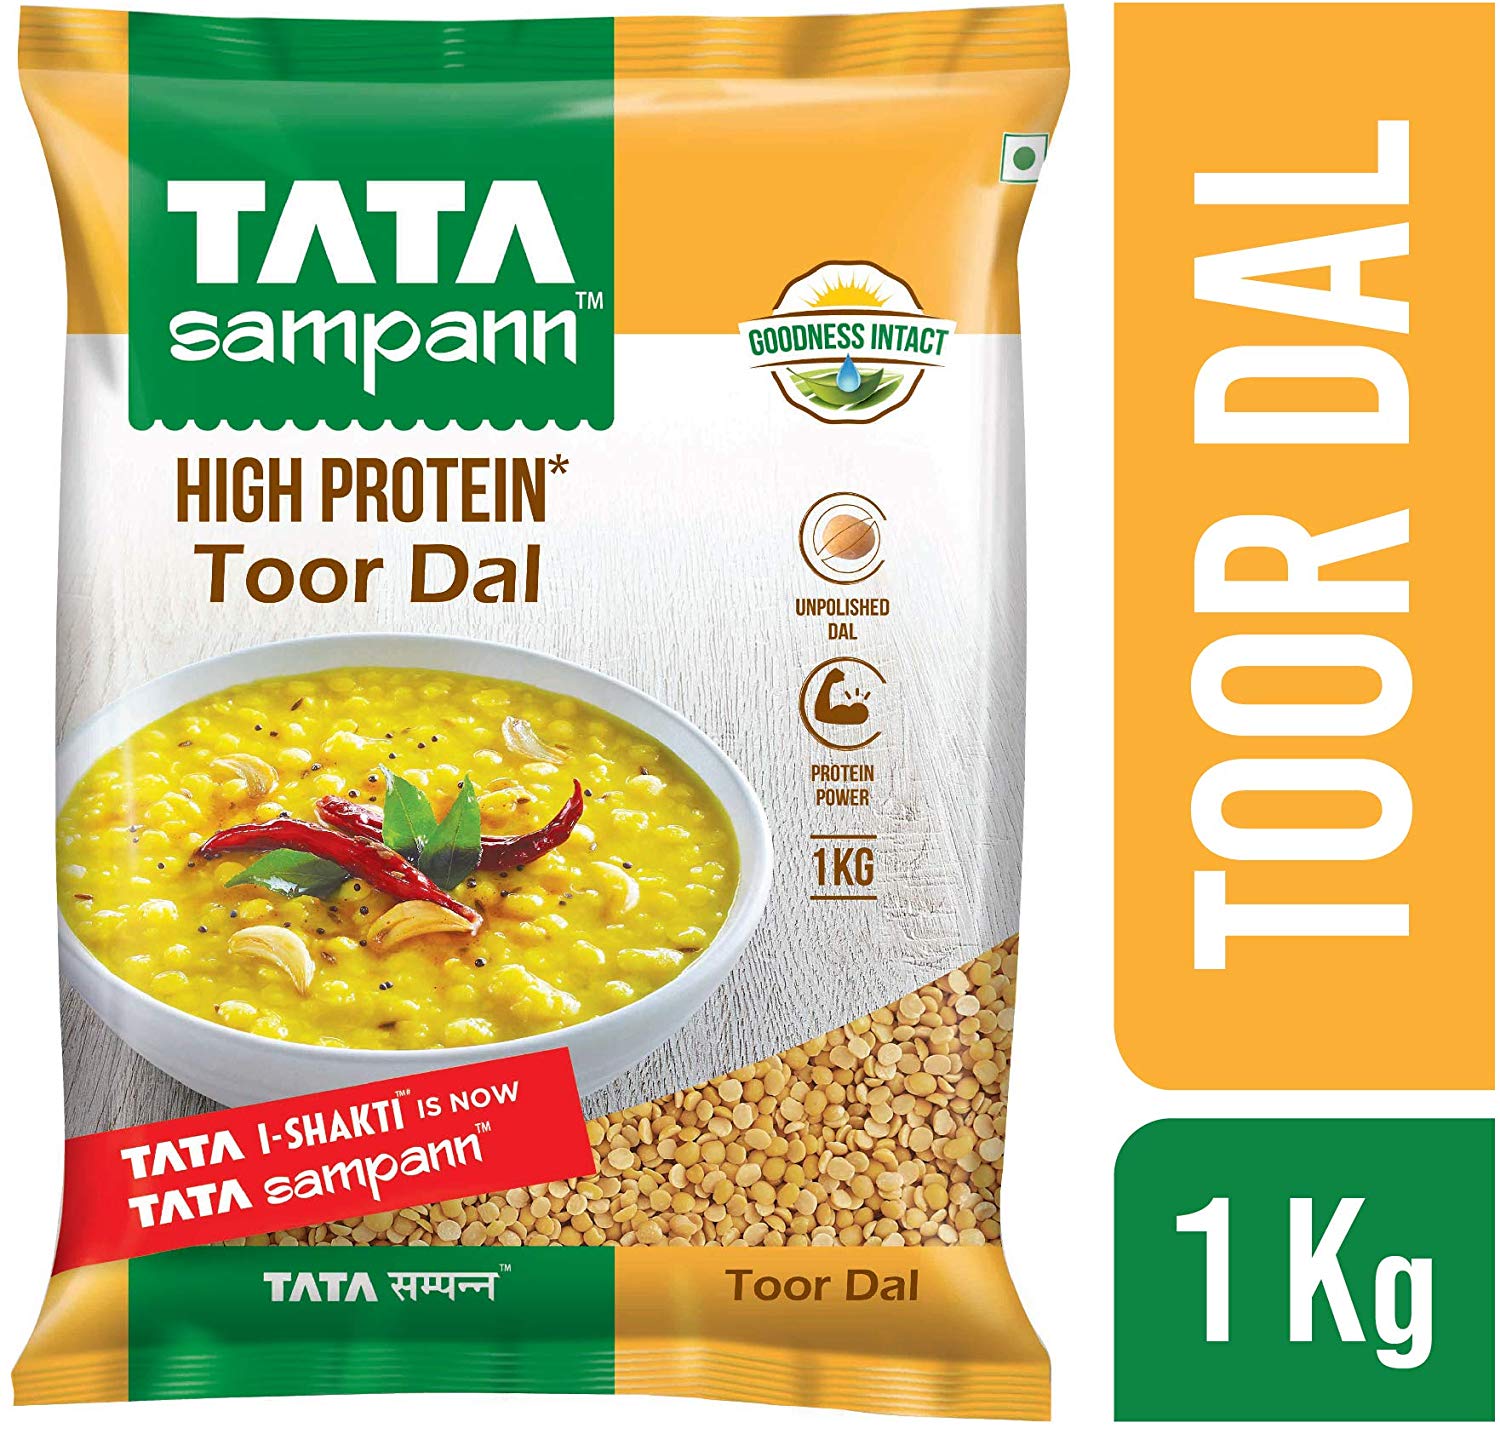 TATA
sampann™
GOODNESS INTACT
HIGH PROTEIN*
Toor Dal
UNPOLISHED
DAL
PROTEIN
POWER
1KG
TATA I-SHAKTI™# IS NOW
TATA sampann™
TATA सम्पन्न™
Toor Dal
TOOR DAL
1 Kg